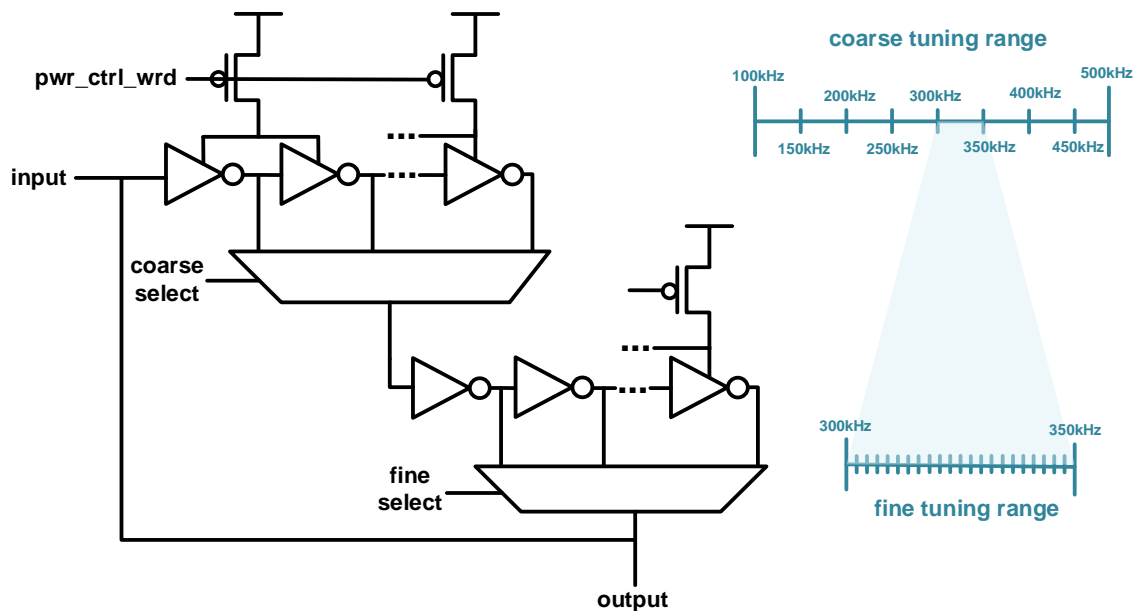 coarse tuning range
pwr_ctrl_wrd
100kHz
200kHz
300kHz
400kHz
500kHz
150kHz
250kHz
350kHz
450kHz
input
coarse
select
300kHz
350kHz
fine
select
fine tuning range
output